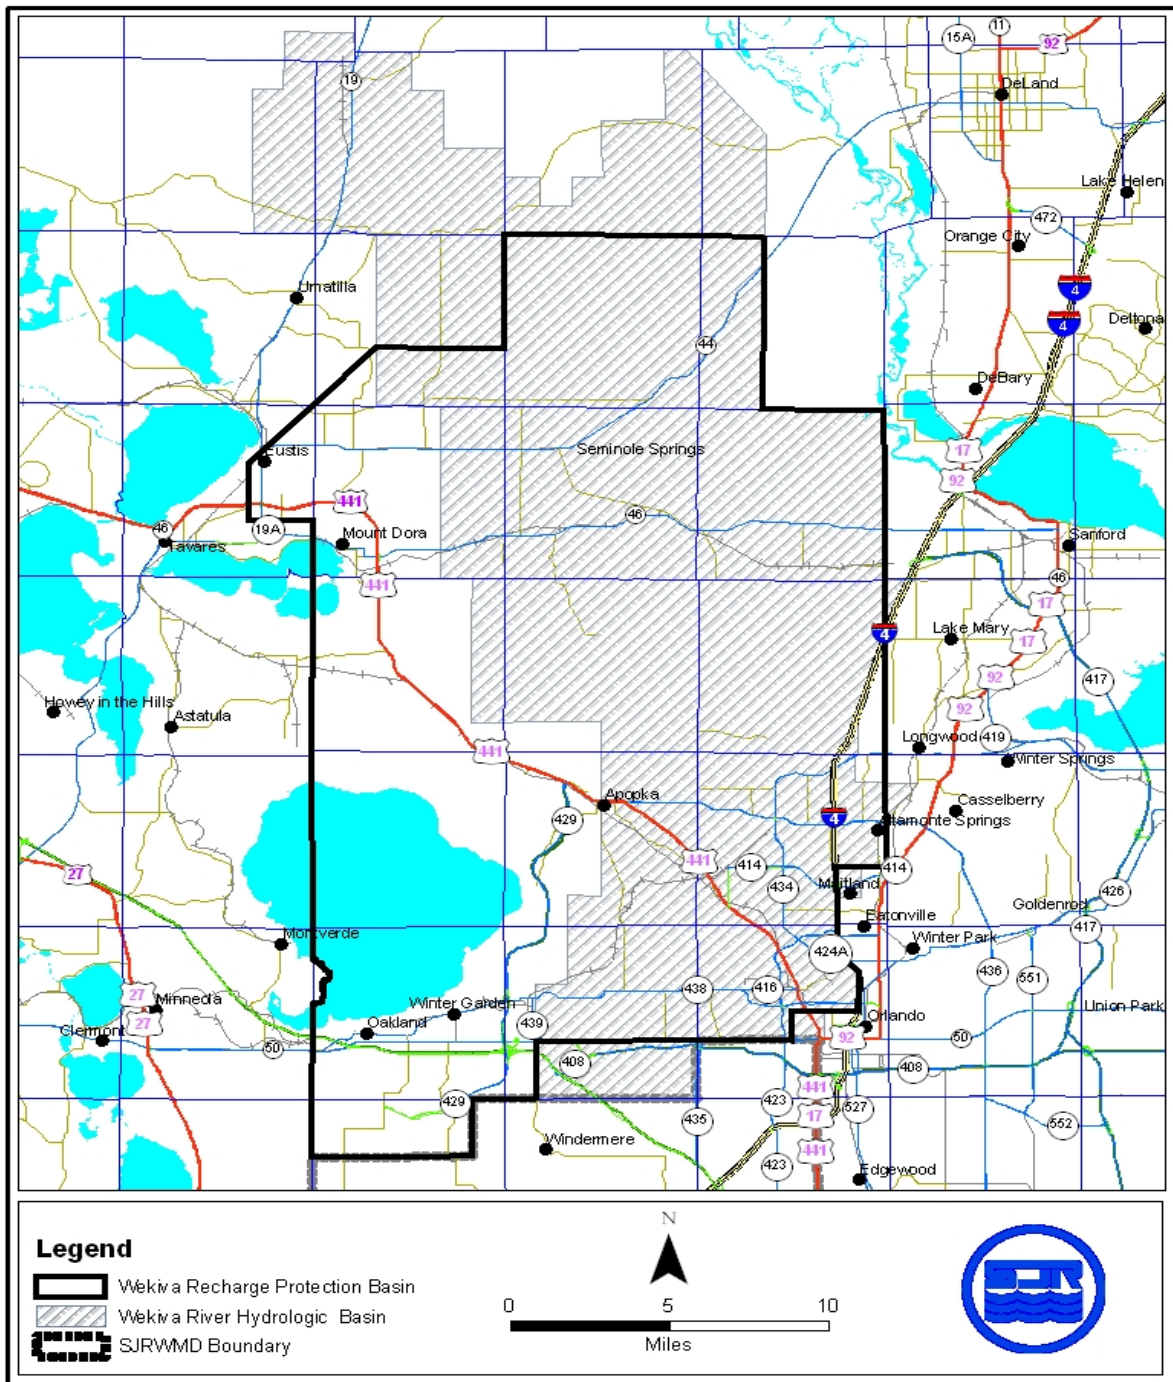 11
15A
92
DeLand
19
Lake Helen
472
Orange City
4
Umatilla
4
Deltona
44
DeBary
Eustis
Seminole Springs
17
92
441
46
19A
46
Mount Dora
Tavares
Sanford
441
46
17
4
Lake Mary
17
92
417
Howey in the Hills
92
Astatula
441
Longwood
419
Winter Springs
Apopka
Casselberry
429
4
Altamonte Springs
441
414
414
27
434
Maitland
426
Goldenrod
Eatonville
417
Montverde
424A
Winter Park
436
551
27
Minneola
438
416
Winter Garden
Union Park
27
439
Oakland
Orlando
Clermont
50
92
50
408
408
441
429
423
527
17
435
552
Windermere
441
423
Edgewood
Legend
Wekiva Recharge Protection Basin
Wekiva River Hydrologic Basin
SJRWMD Boundary
N
0 5 10
Miles
SJR